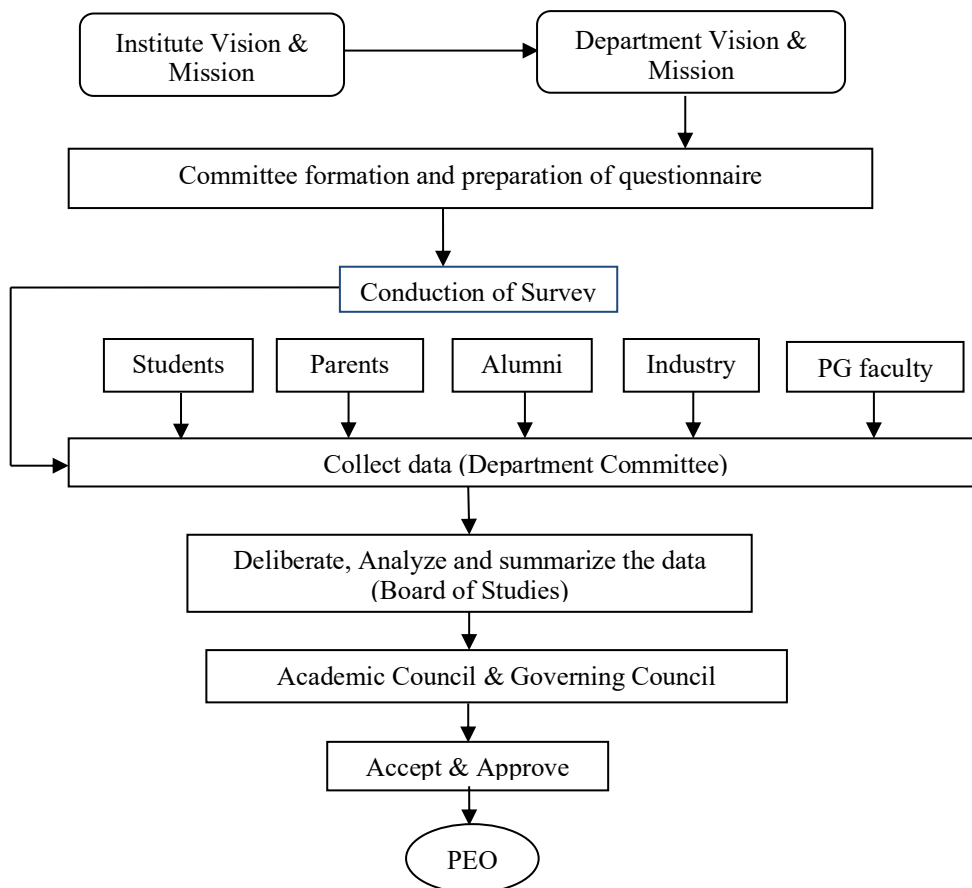 Institute Vision &
Mission
Department Vision &
Mission
Committee formation and preparation of questionnaire
Conduction of Survey
Students
Parents
Alumni
Industry
PG faculty
Collect data (Department Committee)
Deliberate, Analyze and summarize the data
(Board of Studies)
Academic Council & Governing Council
Accept & Approve
PEO